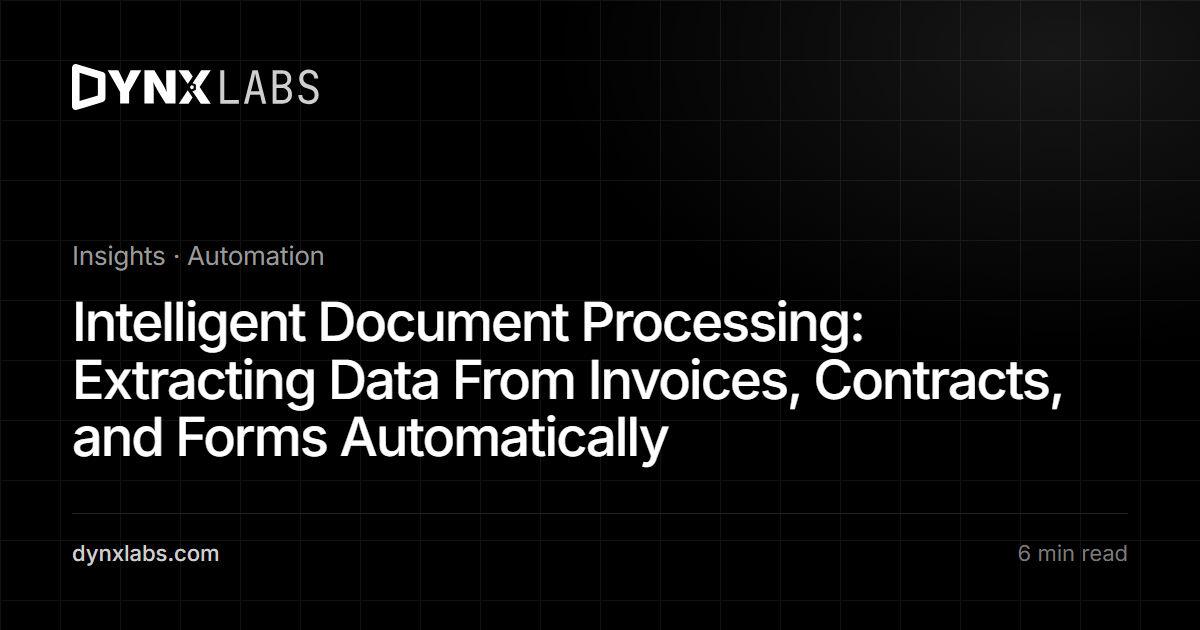 DYNX LABS
Insights · Automation
Intelligent Document Processing:
Extracting Data From Invoices, Contracts,
and Forms Automatically
dynxlabs.com
6 min read